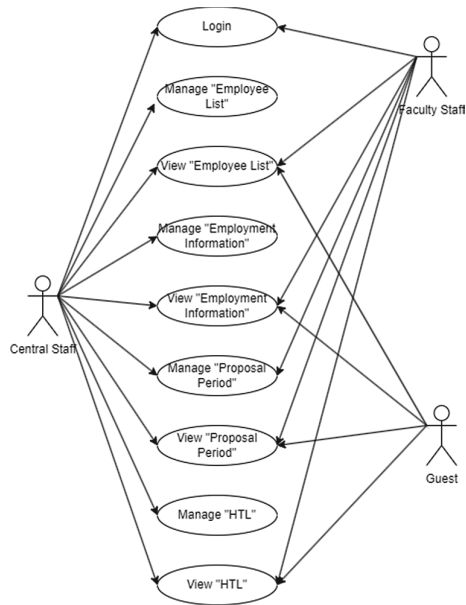 Login
Faculty Staff
Manage "Employee
List"
View "Employee List"
Manage "Employment
Information"
Central Staff
View "Employment
Information"
Manage "Proposal
Period"
View "Proposal
Period"
Guest
Manage "HTL"
View "HTL"